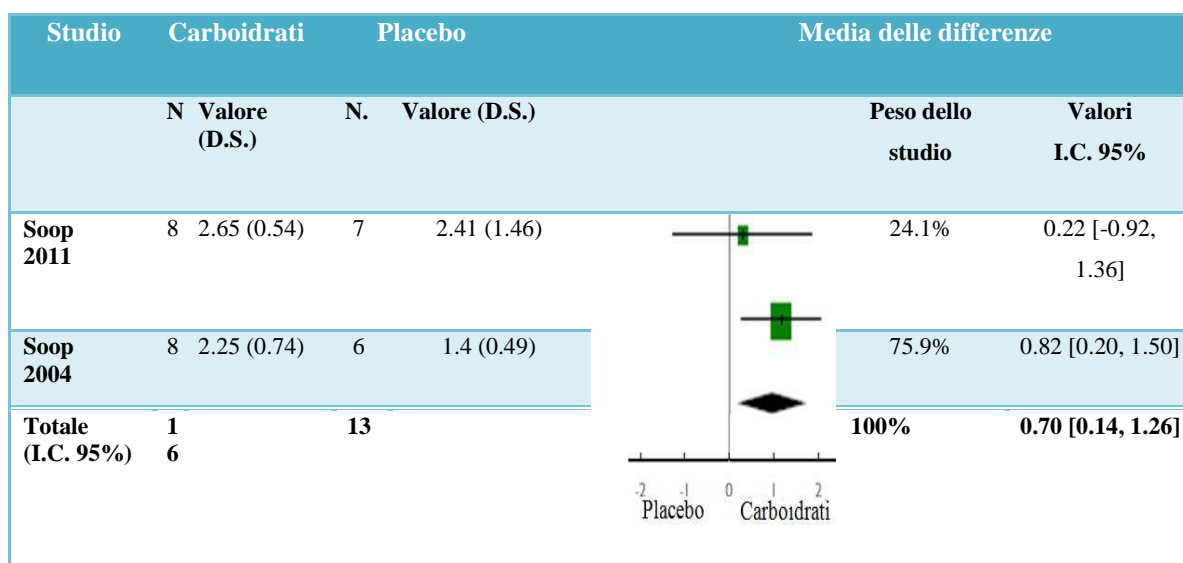 Studio Carboidrati Placebo Media delle differenze
N Valore (D.S.) N. Valore (D.S.) Peso dello studio Valori I.C. 95%
Soop 2011 8 2.65 (0.54) 7 2.41 (1.46) 24.1% 0.22 [-0.92, 1.36]
Soop 2004 8 2.25 (0.74) 6 1.4 (0.49) 75.9% 0.82 [0.20, 1.50]
Totale (I.C. 95%) 16 13 100% 0.70 [0.14, 1.26]
-2 -1 0 1 2
Placebo Carboidrati